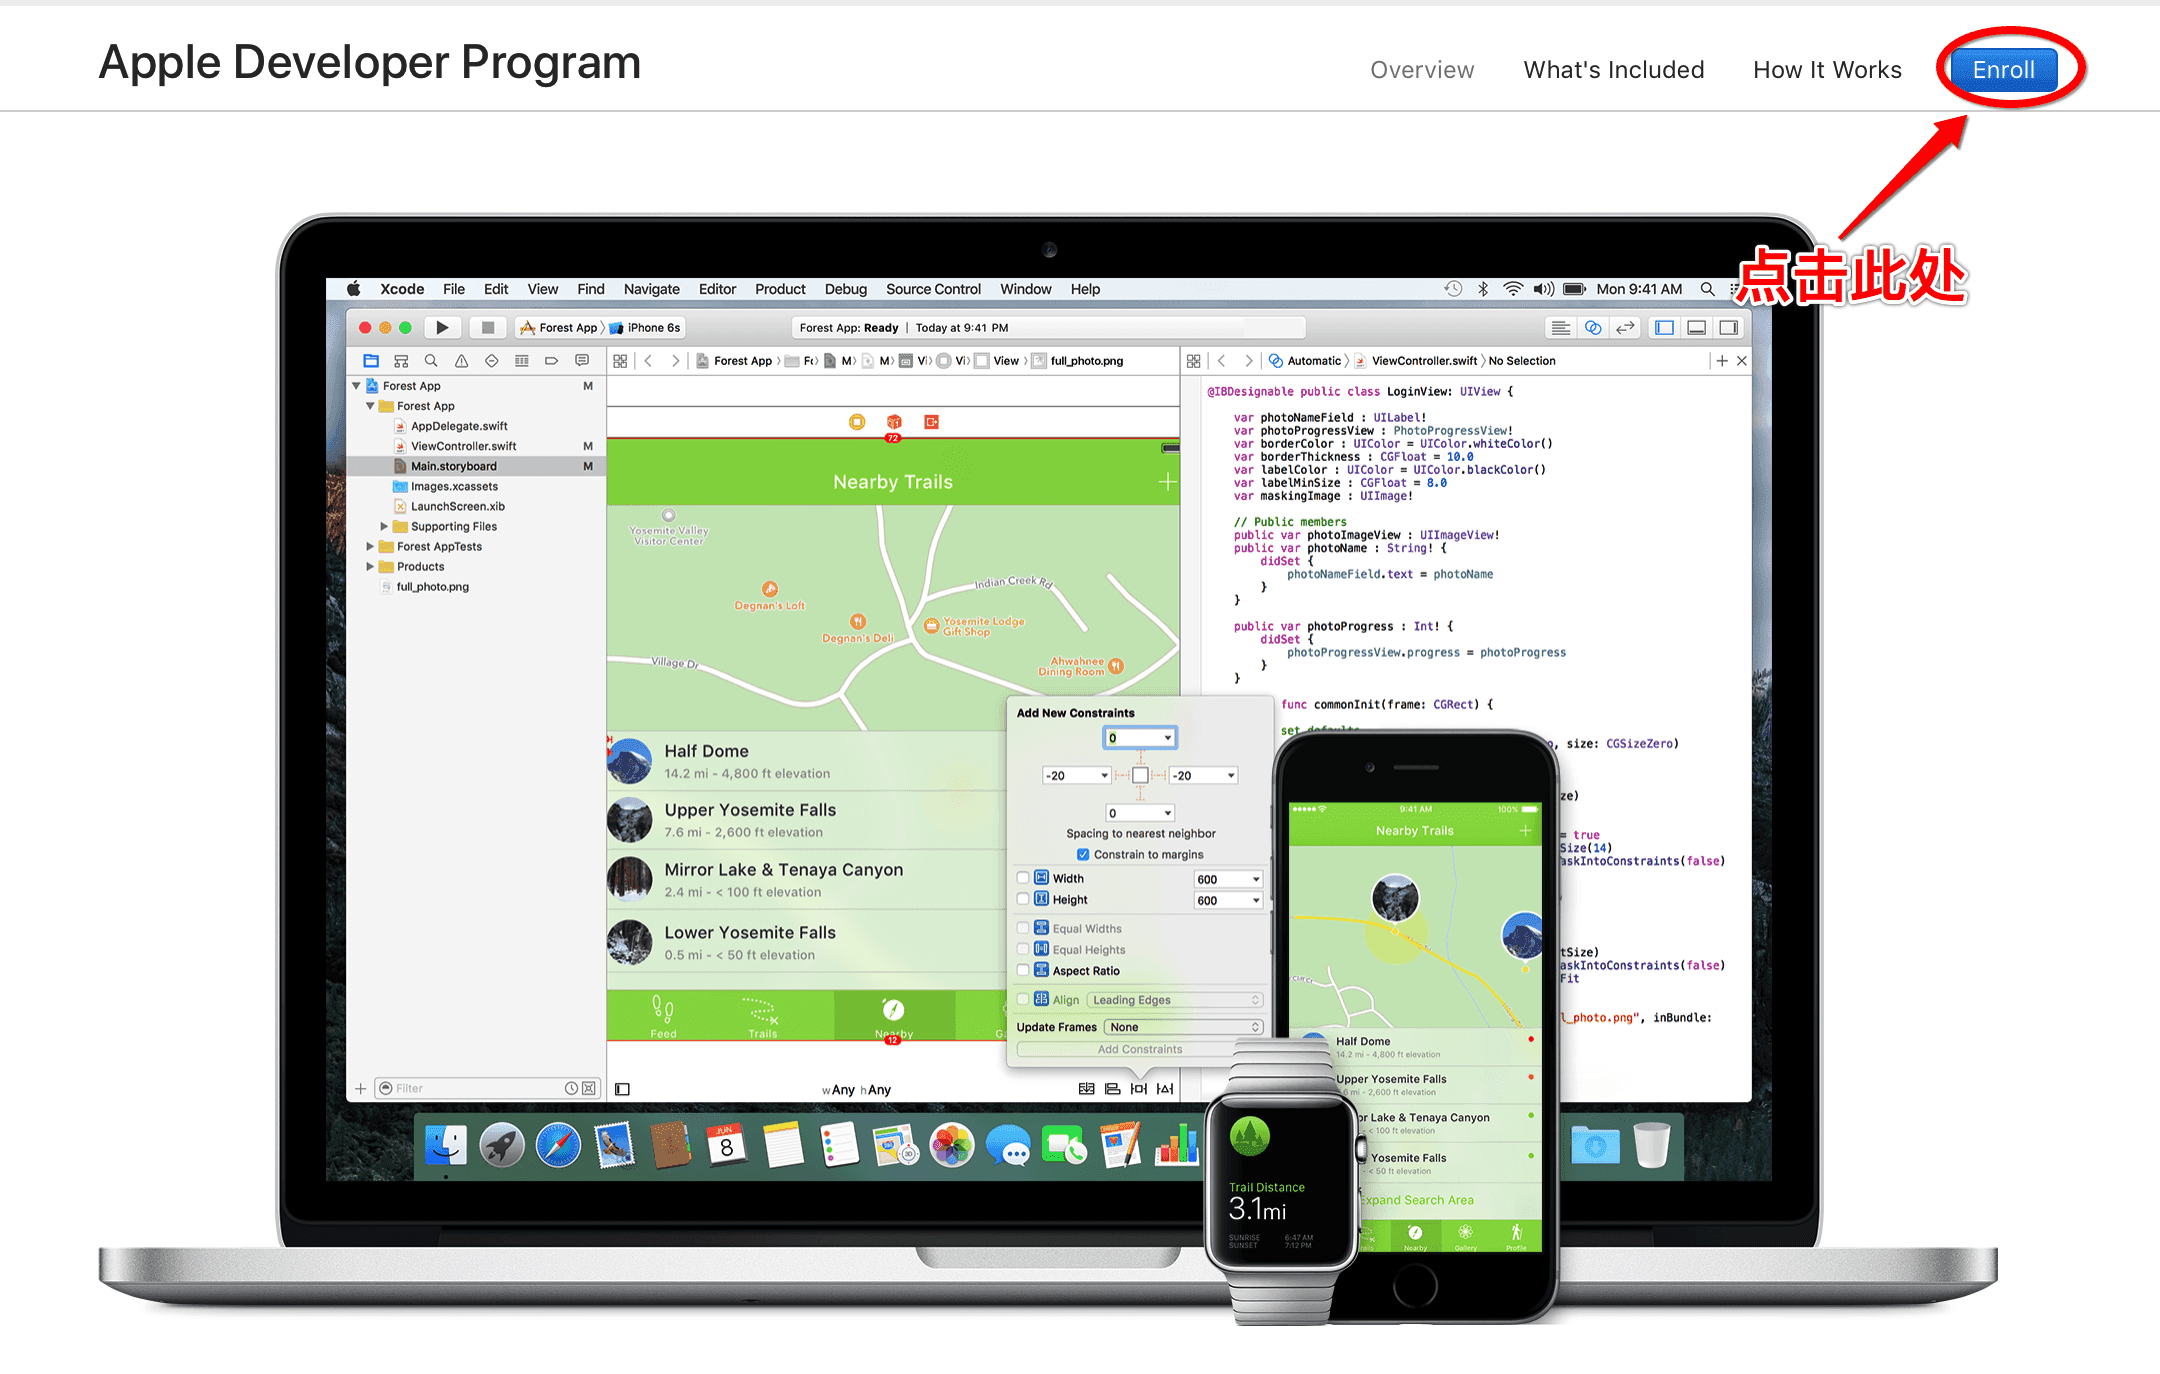 Apple Developer Program
Overview
What's Included
How It Works
Enroll
点击此处
Xcode File Edit View Find Navigate Editor Product Debug Source Control Window Help
Mon 9:41 AM
Forest App
iPhone 6s
Forest App: Ready | Today at 9:41 PM
Forest App
View
full_photo.png
Automatic
ViewController.swift
No Selection
Forest App M
Forest App
AppDelegate.swift
ViewController.swift M
Main.storyboard M
Images.xcassets
LaunchScreen.xib
Supporting Files
Forest AppTests
Products
full_photo.png
Filter
72
Nearby Trails
Yosemite Valley
Visitor Center
Degnan's Loft
Degnan's Deli
Indian Creek Rd
Yosemite Lodge
Gift Shop
Village Dr
Ahwahnee
Dining Room
Half Dome
14.2 mi - 4,800 ft elevation
Upper Yosemite Falls
7.6 mi - 2,600 ft elevation
Mirror Lake & Tenaya Canyon
2.4 mi - < 100 ft elevation
Lower Yosemite Falls
0.5 mi - < 50 ft elevation
Feed
Trails
Nearby
12
wAny hAny
Add New Constraints
0
-20
-20
0
Spacing to nearest neighbor
Constrain to margins
Width 600
Height 600
Equal Widths
Equal Heights
Aspect Ratio
Align Leading Edges
Update Frames None
Add Constraints
@IBDesignable public class LoginView: UIView {
var photoNameField : UILabel!
var photoProgressView : PhotoProgressView!
var borderColor : UIColor = UIColor.whiteColor()
var borderThickness : CGFloat = 10.0
var labelColor : UIColor = UIColor.blackColor()
var labelMinSize : CGFloat = 8.0
var maskingImage : UIImage!
// Public members
public var photoImageView : UIImageView!
public var photoName : String! {
didSet {
photoNameField.text = photoName
}
}
public var photoProgress : Int! {
didSet {
photoProgressView.progress = photoProgress
}
}
func commonInit(frame: CGRect) {
, size: CGSizeZero)
= true
Size(14)
askIntoConstraints(false)
tSize)
askIntoConstraints(false)
Fit
l_photo.png", inBundle:
9:41 AM
100%
Nearby Trails
Half Dome
14.2 mi - 4,800 ft elevation
Upper Yosemite Falls
6 mi - 2,600 ft elevation
or Lake & Tenaya Canyon
- < 100 ft elevation
Yosemite Falls
- < 50 ft elevation
Expand Search Area
Nearby
Gallery
Profile
JUN
8
3D
Trail Distance
3.1mi
SUNRISE 6:47 AM
SUNSET 7:12 PM